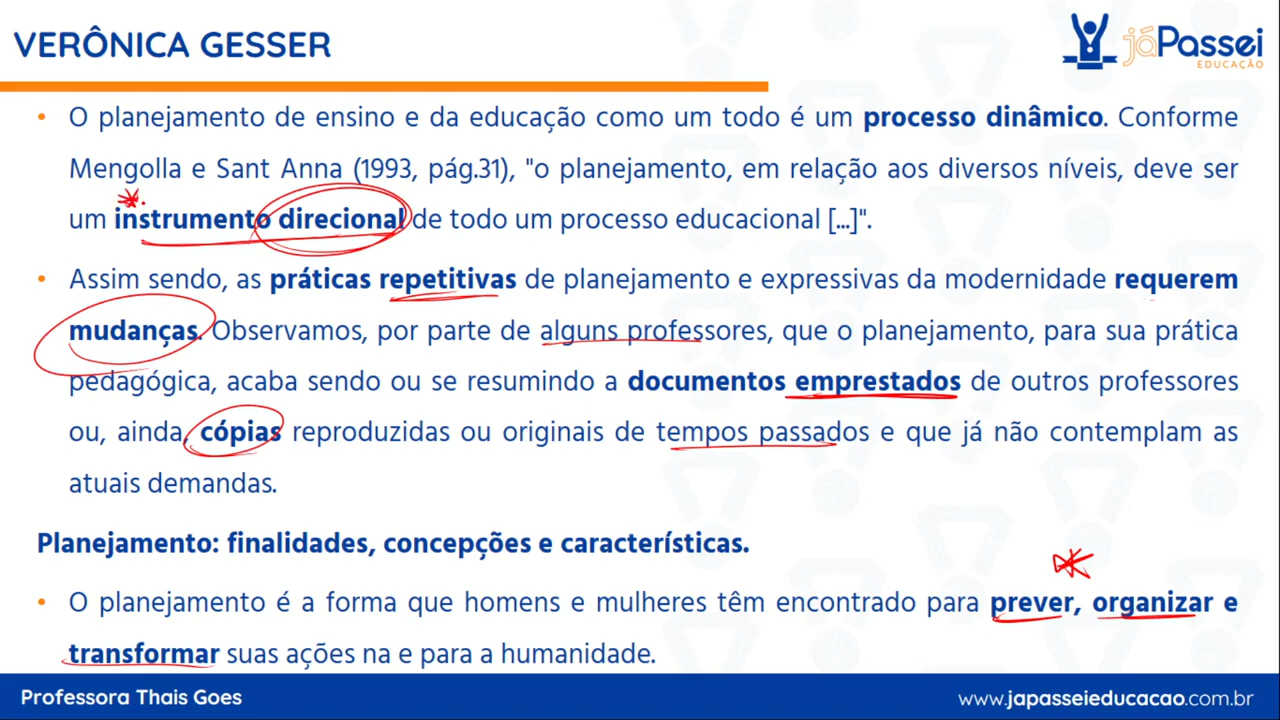 VERÔNICA GESSER
jáPassei
EDUCAÇÃO
• O planejamento de ensino e da educação como um todo é um processo dinâmico. Conforme
Mengolla e Sant Anna (1993, pág.31), "o planejamento, em relação aos diversos níveis, deve ser
um instrumento direcional de todo um processo educacional [...]".
• Assim sendo, as práticas repetitivas de planejamento e expressivas da modernidade requerem
mudanças. Observamos, por parte de alguns professores, que o planejamento, para sua prática
pedagógica, acaba sendo ou se resumindo a documentos emprestados de outros professores
ou, ainda, cópias reproduzidas ou originais de tempos passados e que já não contemplam as
atuais demandas.
Planejamento: finalidades, concepções e características.
• O planejamento é a forma que homens e mulheres têm encontrado para prever, organizar e
transformar suas ações na e para a humanidade.
Professora Thais Goes
www.japasseieducacao.com.br